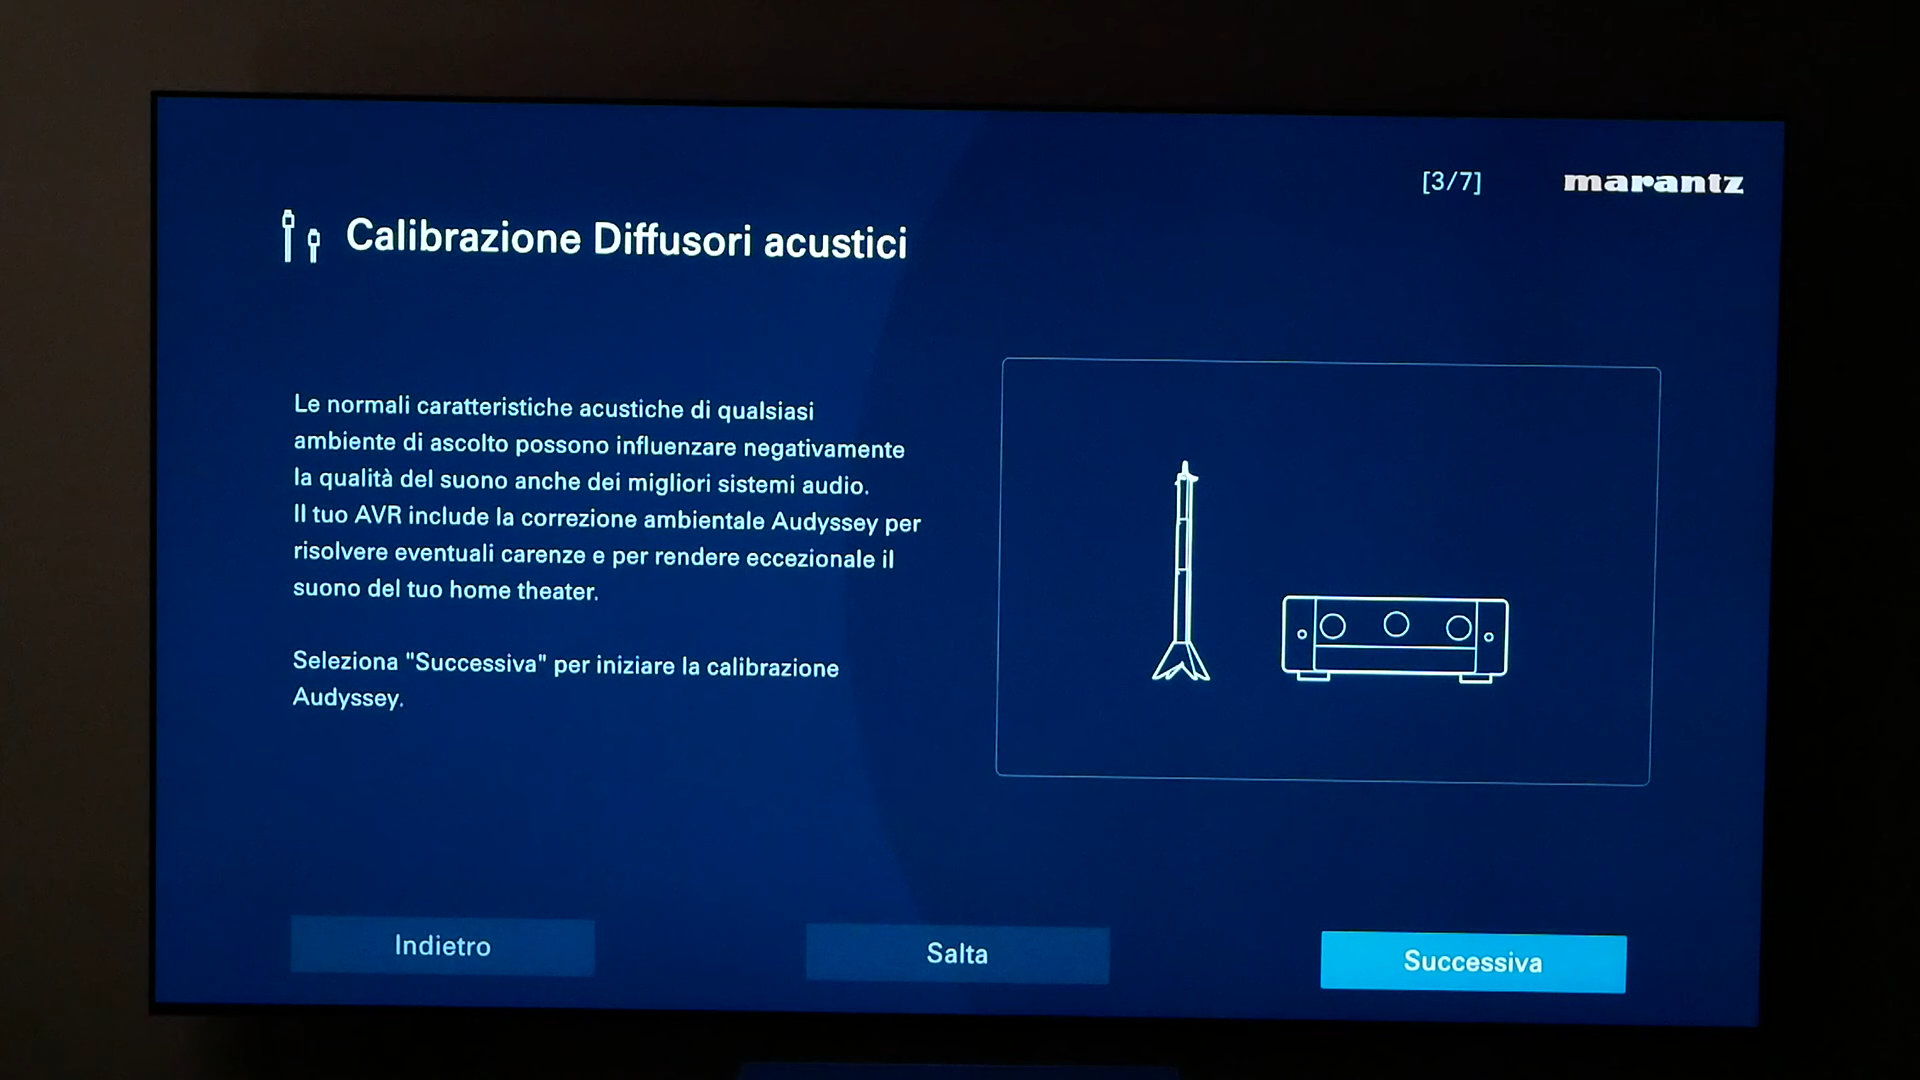 [3/7]
marantz
Calibrazione Diffusori acustici
Le normali caratteristiche acustiche di qualsiasi
ambiente di ascolto possono influenzare negativamente
la qualità del suono anche dei migliori sistemi audio.
Il tuo AVR include la correzione ambientale Audyssey per
risolvere eventuali carenze e per rendere eccezionale il
suono del tuo home theater.
Seleziona "Successiva" per iniziare la calibrazione
Audyssey.
Indietro
Salta
Successiva